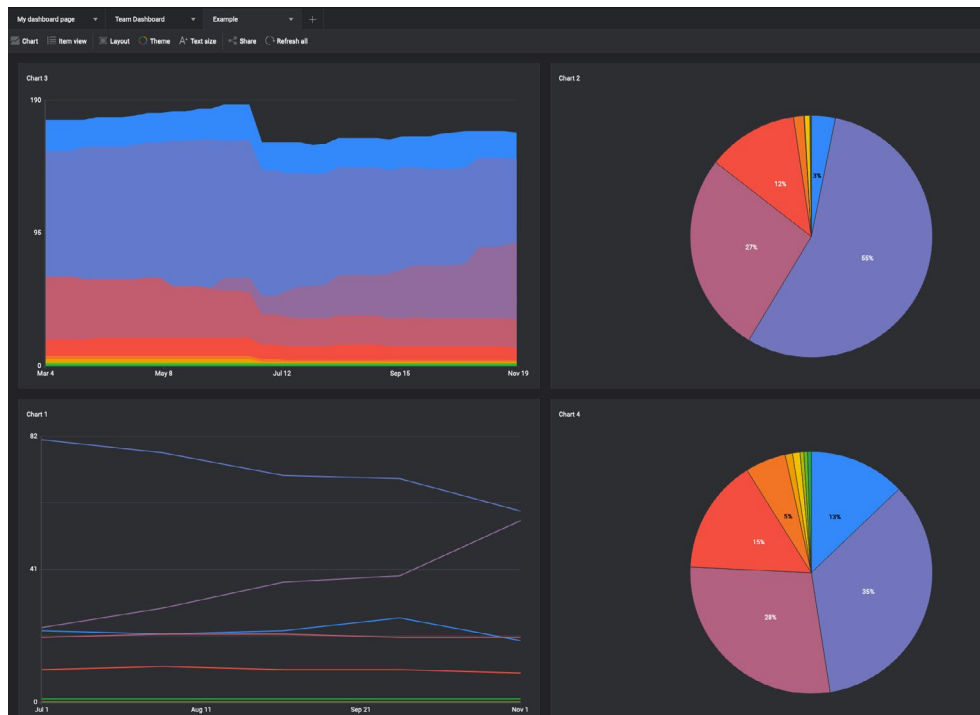 My dashboard page Team Dashboard Example
Chart Item view Layout Theme A+ Text size Share Refresh all
Chart 3
190
95
0
Mar 4 May 8 Jul 12 Sep 15 Nov 19
Chart 2
3%
12%
27%
55%
Chart 1
82
41
0
Jul 1 Aug 11 Sep 21 Nov 1
Chart 4
5%
13%
15%
35%
28%